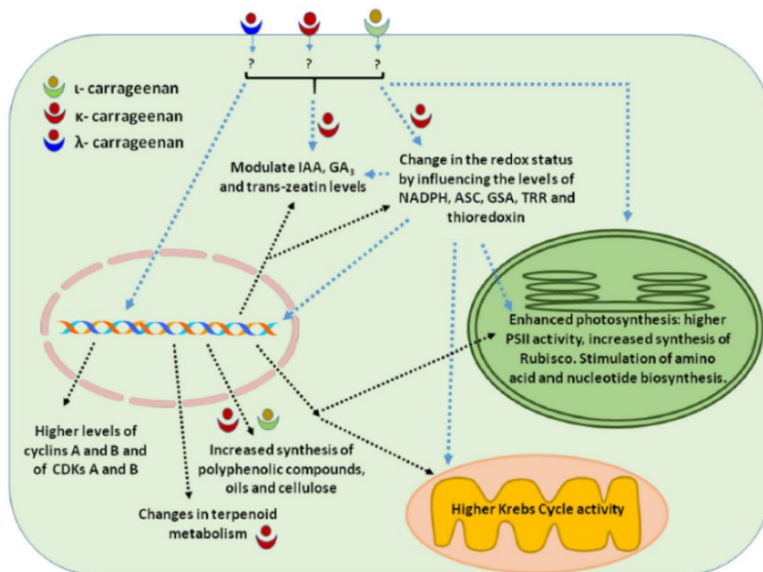 ? ? ?
ι- carrageenan
κ- carrageenan
λ- carrageenan
Modulate IAA, GA₃
and trans-zeatin levels
Change in the redox status
by influencing the levels of
NADPH, ASC, GSA, TRR and
thioredoxin
Enhanced photosynthesis: higher
PSII activity, increased synthesis of
Rubisco. Stimulation of amino
acid and nucleotide biosynthesis.
Higher levels of
cyclins A and B and
of CDKs A and B
Increased synthesis of
polyphenolic compounds,
oils and cellulose
Changes in terpenoid
metabolism
Higher Krebs Cycle activity